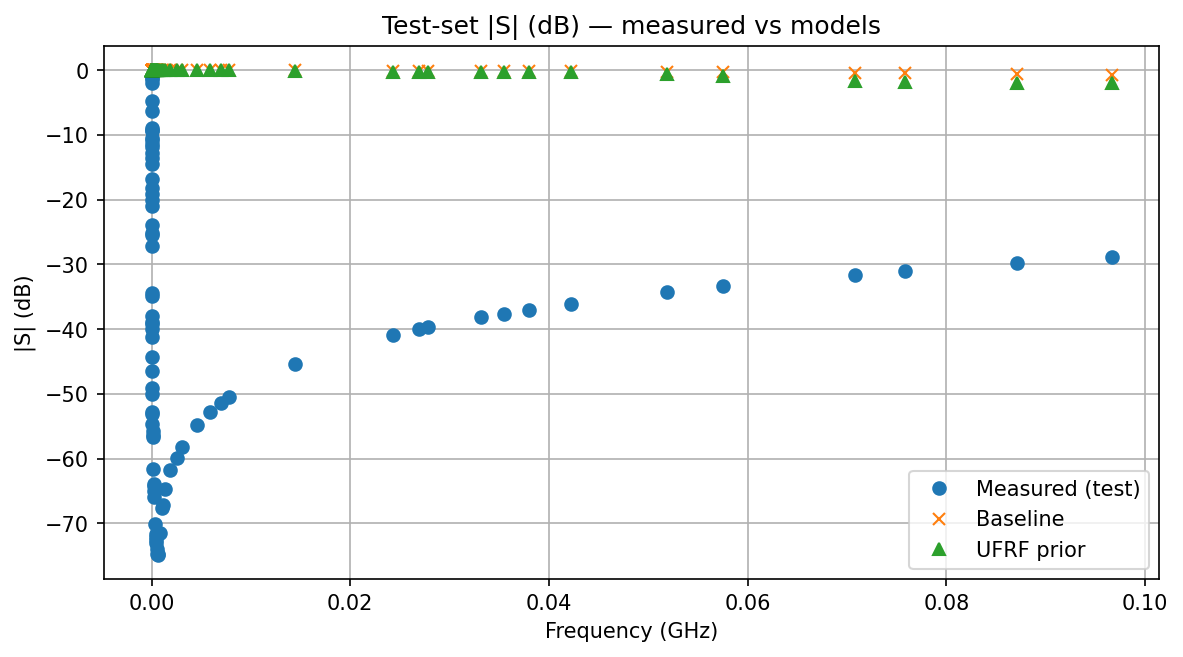 Test-set |S| (dB) — measured vs models
|S| (dB)
0
−10
−20
−30
−40
−50
−60
−70
Measured (test)
Baseline
UFRF prior
0.00 0.02 0.04 0.06 0.08 0.10
Frequency (GHz)